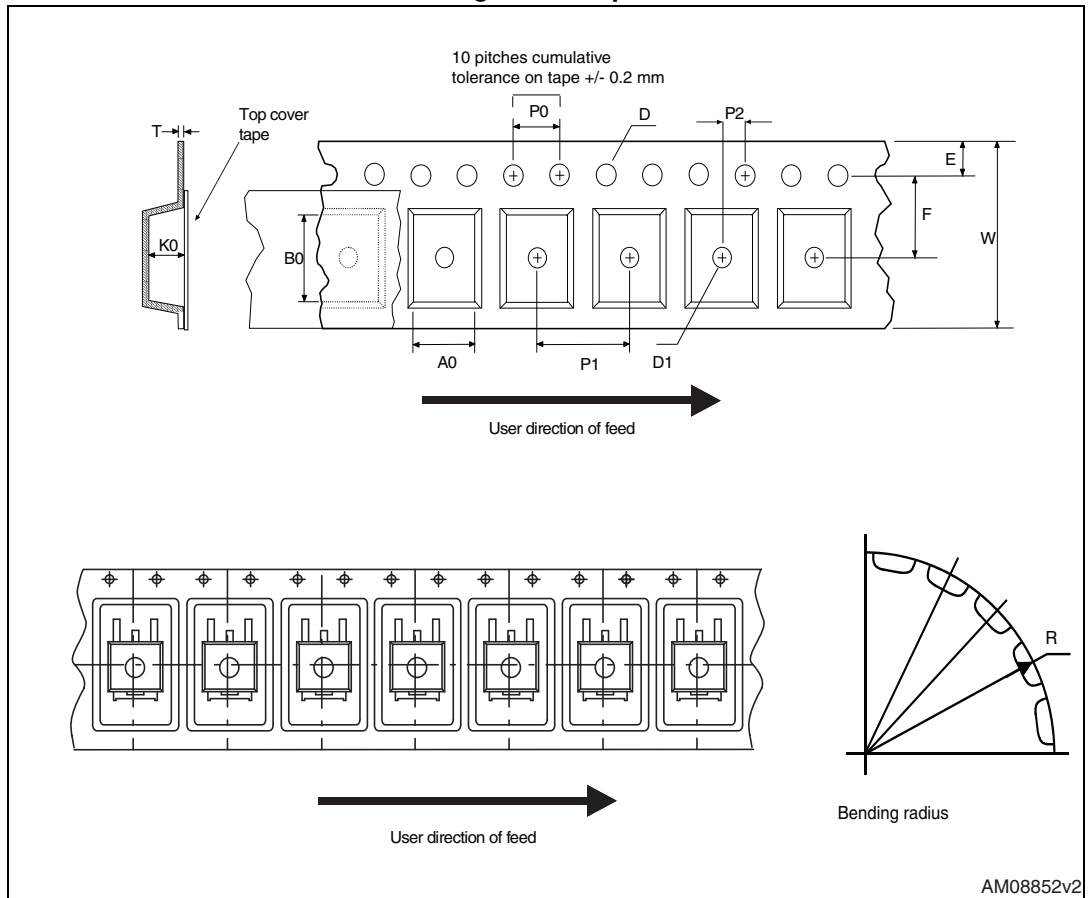 10 pitches cumulative
tolerance on tape +/- 0.2 mm
Top cover
tape
T
P0
D
P2
E
F
W
K0
B0
A0
P1
D1
User direction of feed
R
Bending radius
User direction of feed
AM08852v2